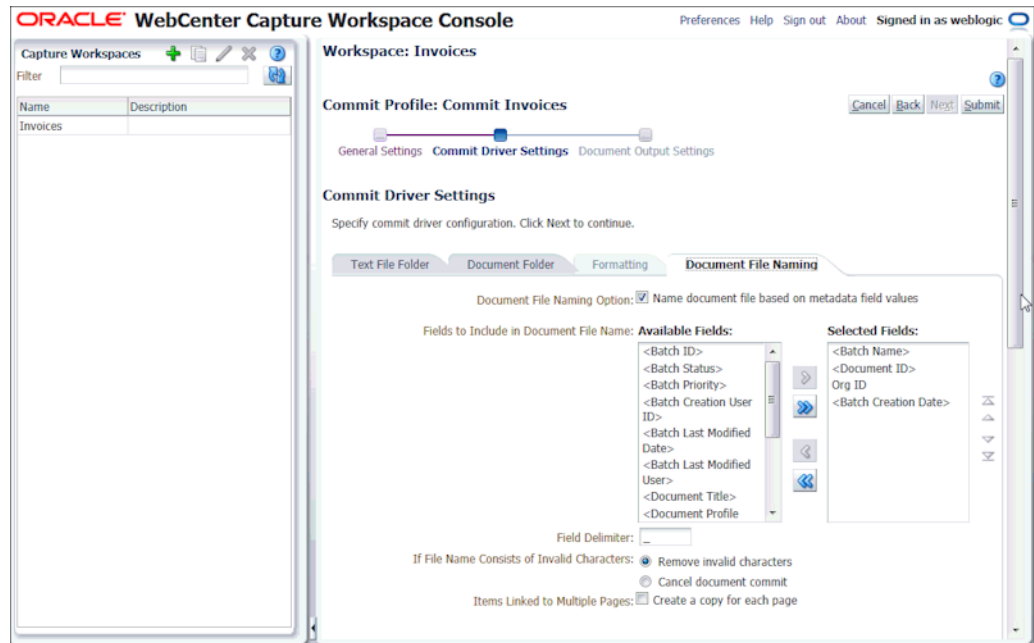 ORACLE® WebCenter Capture Workspace Console
Preferences Help Sign out About Signed in as weblogic
Capture Workspaces
Filter
Name Description
Invoices
Workspace: Invoices
Commit Profile: Commit Invoices
Cancel Back Next Submit
General Settings Commit Driver Settings Document Output Settings
Commit Driver Settings
Specify commit driver configuration. Click Next to continue.
Text File Folder Document Folder Formatting Document File Naming
Document File Naming Option: Name document file based on metadata field values
Fields to Include in Document File Name: Available Fields: Selected Fields:
<Batch ID>
<Batch Status>
<Batch Priority>
<Batch Creation User
ID>
<Batch Last Modified
Date>
<Batch Last Modified
User>
<Document Title>
<Document Profile
<Batch Name>
<Document ID>
Org ID
<Batch Creation Date>
Field Delimiter: _
If File Name Consists of Invalid Characters: Remove invalid characters
Cancel document commit
Items Linked to Multiple Pages: Create a copy for each page